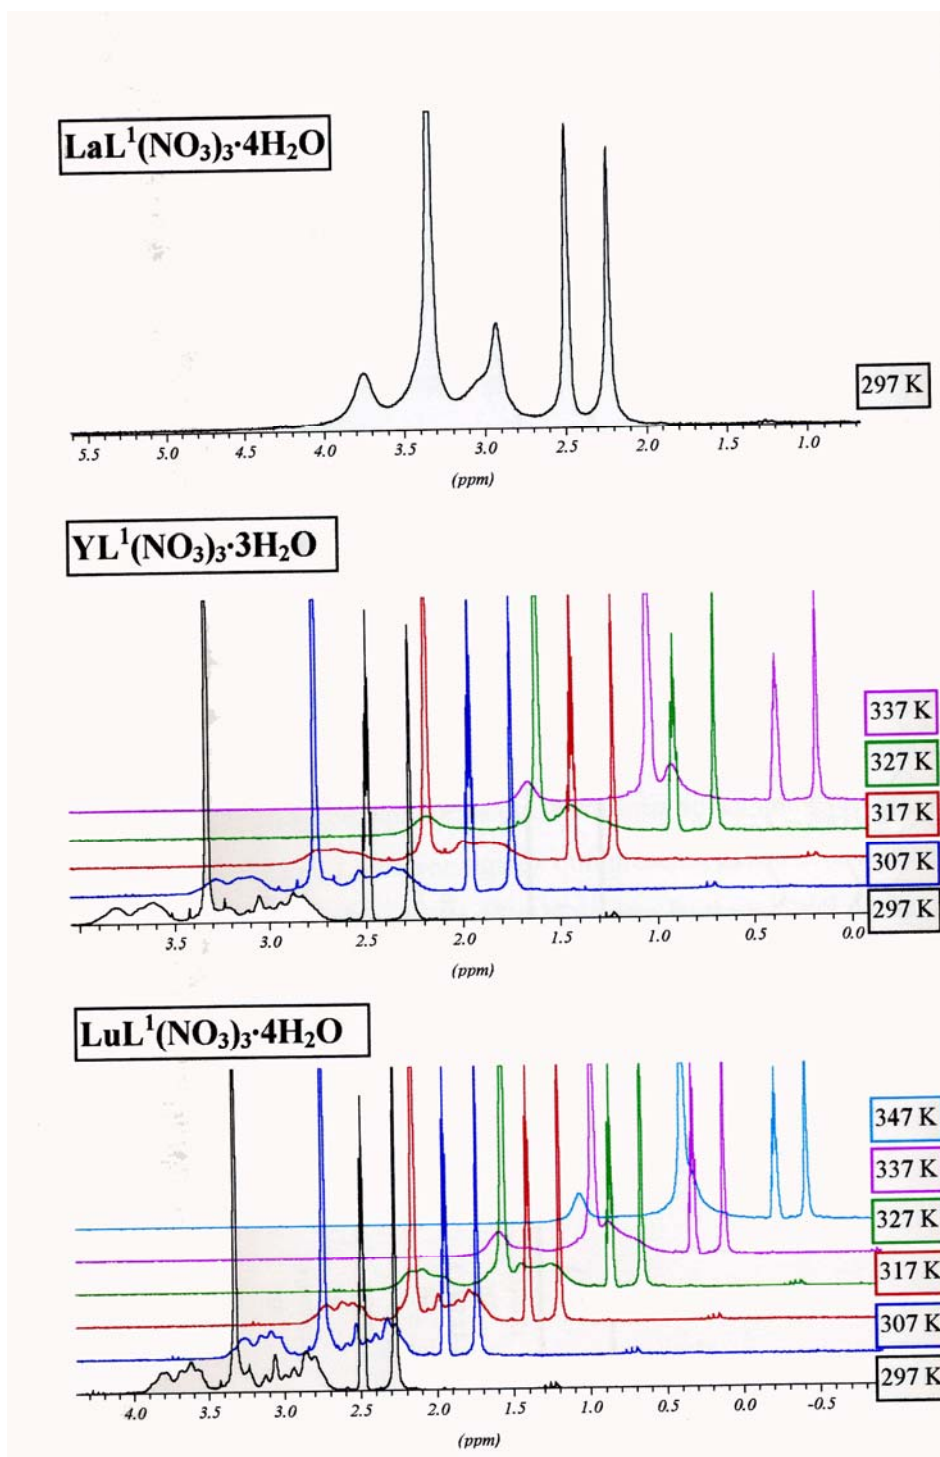 LaL¹(NO₃)₃·4H₂O
297 K
5.5 5.0 4.5 4.0 3.5 3.0 2.5 2.0 1.5 1.0
(ppm)
YL¹(NO₃)₃·3H₂O
337 K
327 K
317 K
307 K
297 K
3.5 3.0 2.5 2.0 1.5 1.0 0.5 0.0
(ppm)
LuL¹(NO₃)₃·4H₂O
347 K
337 K
327 K
317 K
307 K
297 K
4.0 3.5 3.0 2.5 2.0 1.5 1.0 0.5 0.0 -0.5
(ppm)